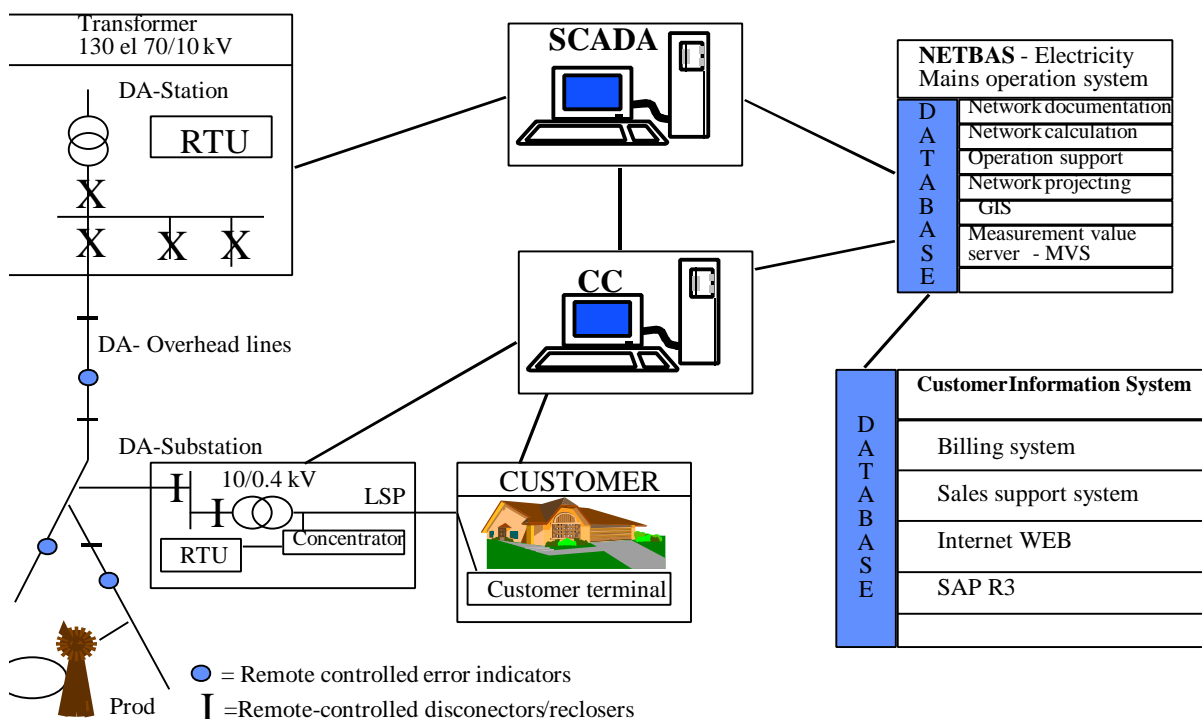 Transformer
130 el 70/10 kV
DA-Station
RTU
X
X
X
X
SCADA
NETBAS - Electricity
Mains operation system
DATABASE
Network documentation
Network calculation
Operation support
Network projecting
GIS
Measurement value
server - MVS
CC
DA- Overhead lines
DA-Substation
10/0.4 kV
LSP
I
I
RTU
Concentrator
CUSTOMER
Customer terminal
DATABASE
Customer Information System
Billing system
Sales support system
Internet WEB
SAP R3
Prod
= Remote controlled error indicators
I =Remote-controlled disconectors/reclosers